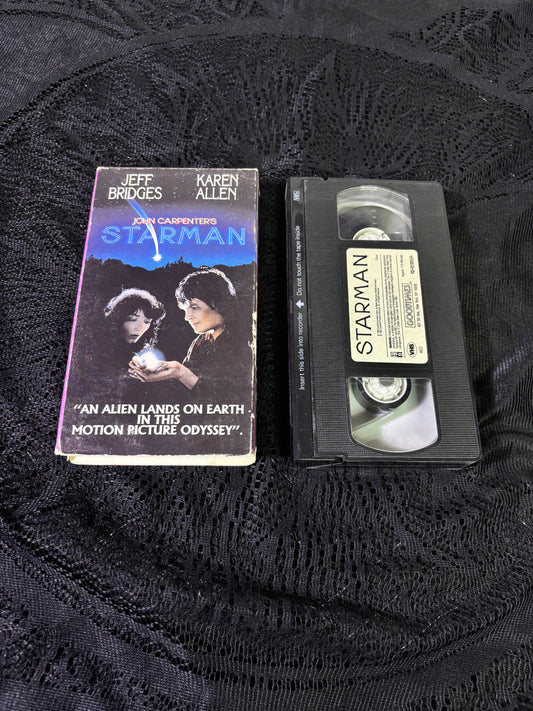 JEFF
BRIDGES
KAREN
ALLEN
JOHN CARPENTER'S
STARMAN
"AN ALIEN LANDS ON EARTH
IN THIS
MOTION PICTURE ODYSSEY".
Insert this side into recorder
Do not touch the tape inside
VHS
STARMAN
GOODTIMES
VHS